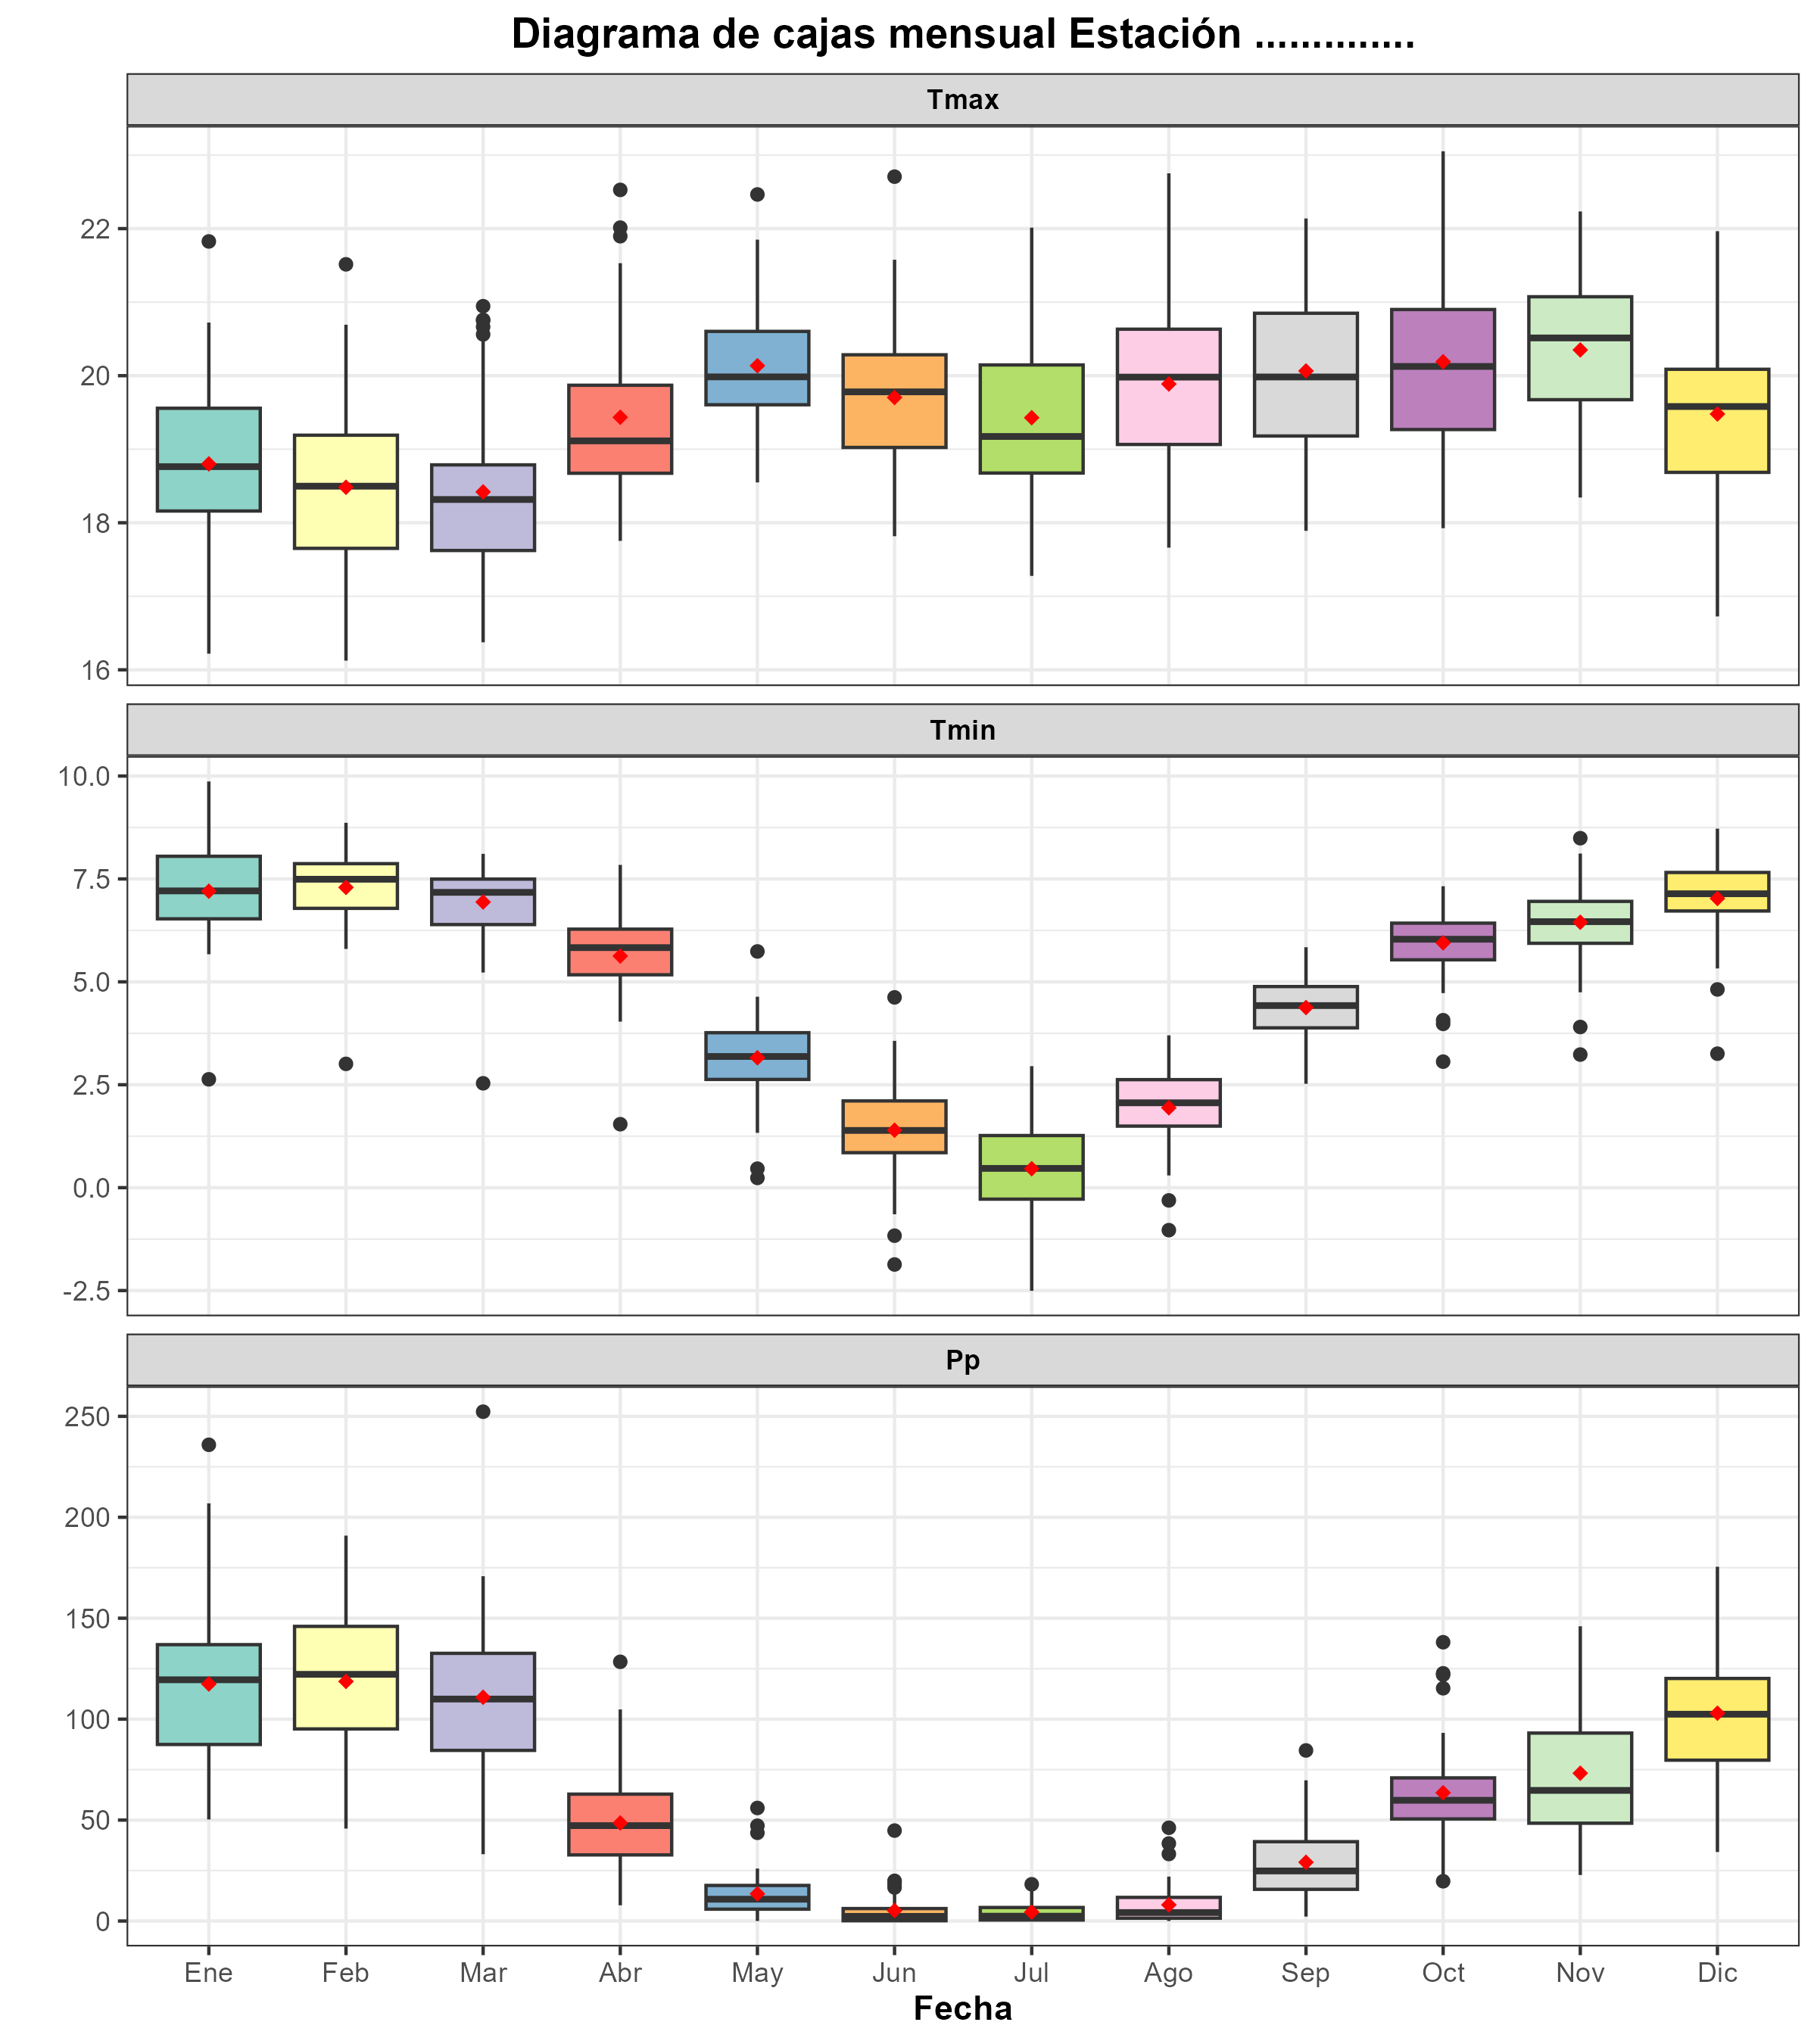 Diagrama de cajas mensual Estación ..............
Tmax
22
20
18
16
Tmin
10.0
7.5
5.0
2.5
0.0
-2.5
Pp
250
200
150
100
50
0
Ene Feb Mar Abr May Jun Jul Ago Sep Oct Nov Dic
Fecha